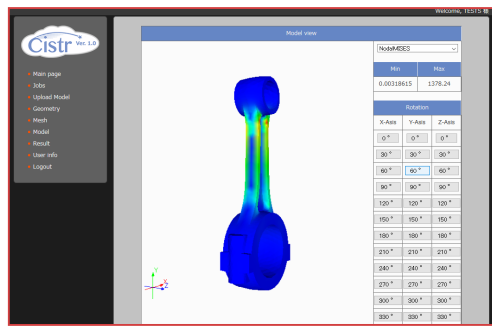 Welcome, TESTS 様
Cistr Ver. 1.0
Main page
Jobs
Upload Model
Geometry
Mesh
Model
Result
User info
Logout
Model view
NodalMISES
Min Max
0.00318615 1378.24
Rotation
X-Axis Y-Axis Z-Axis
0 ° 0 ° 0 °
30 ° 30 ° 30 °
60 ° 60 ° 60 °
90 ° 90 ° 90 °
120 ° 120 ° 120 °
150 ° 150 ° 150 °
180 ° 180 ° 180 °
210 ° 210 ° 210 °
240 ° 240 ° 240 °
270 ° 270 ° 270 °
300 ° 300 ° 300 °
330 ° 330 ° 330 °
Y
X
Z